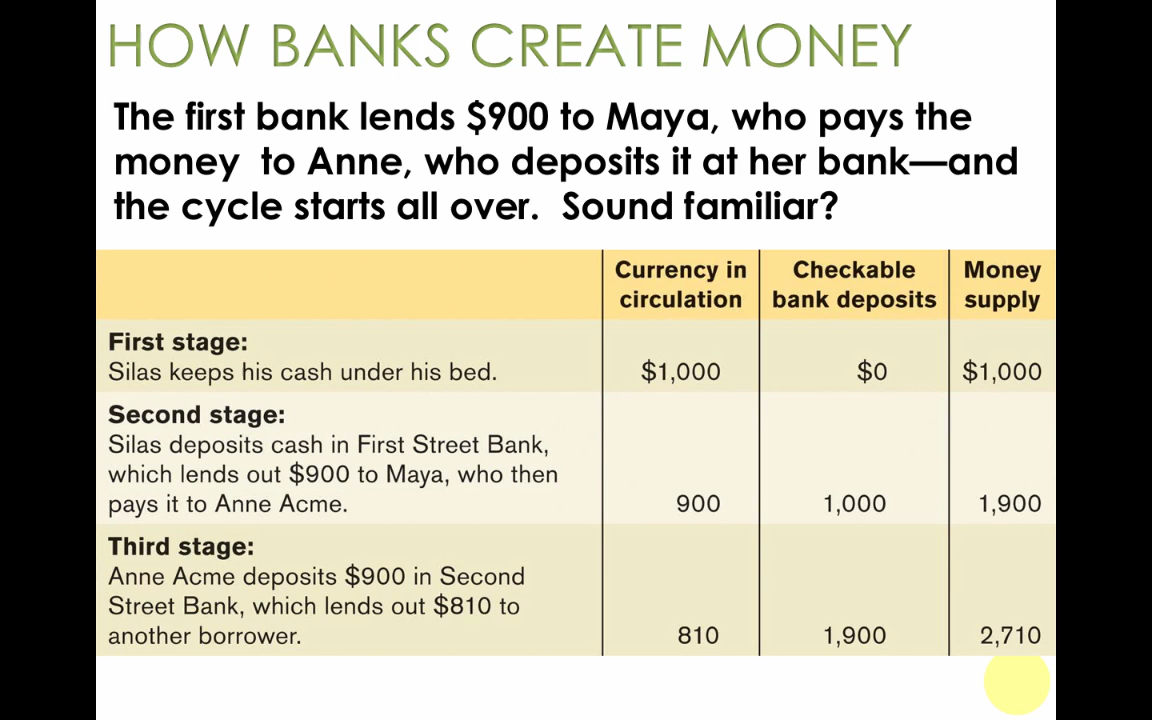 HOW BANKS CREATE MONEY
The first bank lends $900 to Maya, who pays the
money  to Anne, who deposits it at her bank—and
the cycle starts all over.  Sound familiar?
Currency in circulation Checkable bank deposits Money supply
First stage:
Silas keeps his cash under his bed. $1,000 $0 $1,000
Second stage:
Silas deposits cash in First Street Bank,
which lends out $900 to Maya, who then
pays it to Anne Acme. 900 1,000 1,900
Third stage:
Anne Acme deposits $900 in Second
Street Bank, which lends out $810 to
another borrower. 810 1,900 2,710